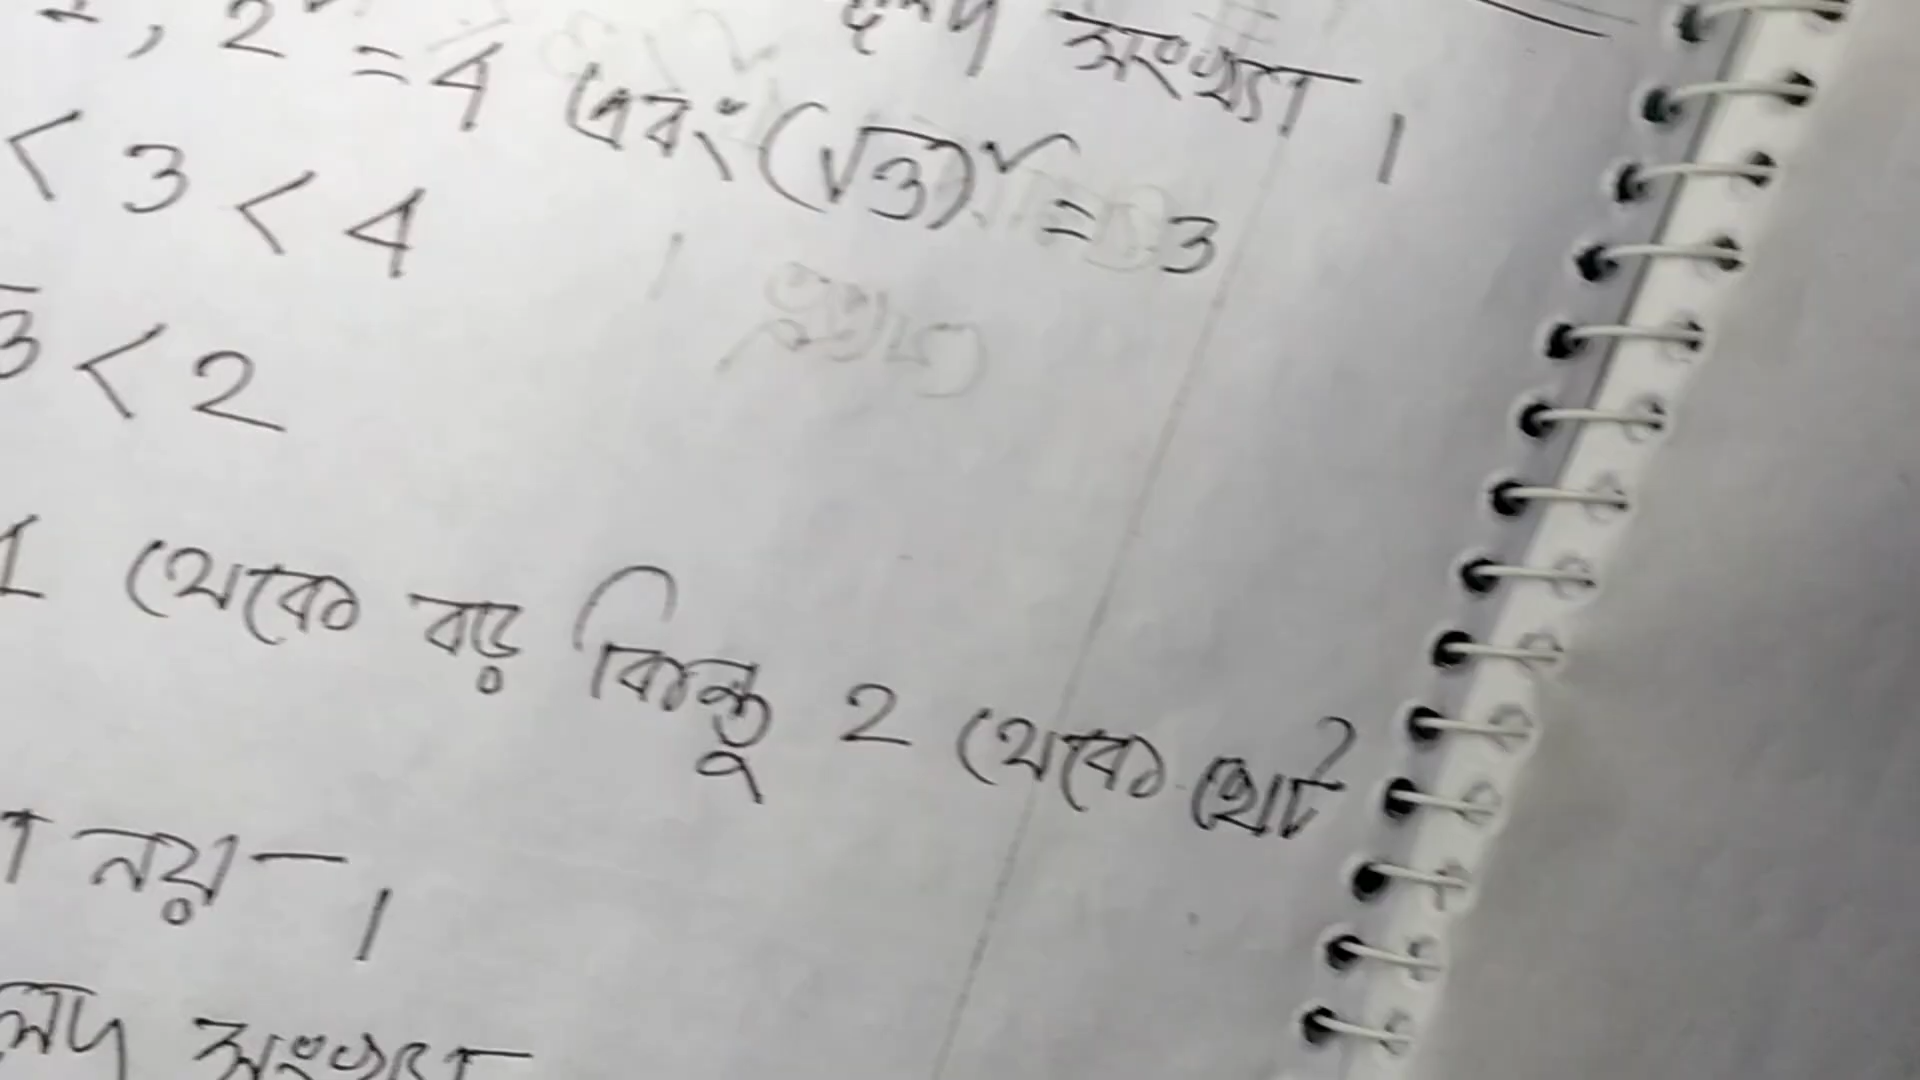 সংখ্যা ।
, 2² = 4 এবং (√3)² = 3
< 3 < 4
3 < 2
1 থেকে বড় কিন্তু 2 থেকে ছোট
নয় ।
সংখ্যা